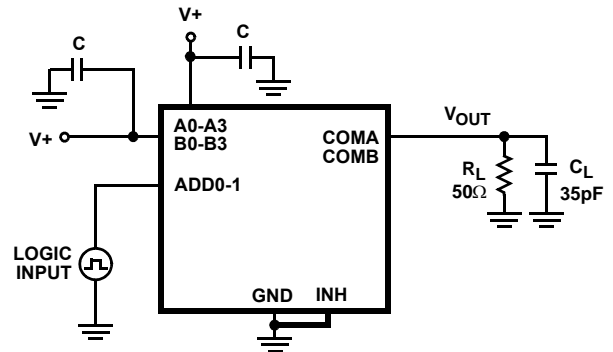 V+
C
C
V+
A0-A3
B0-B3
ADD0-1
COMA
COMB
VOUT
RL
50Ω
CL
35pF
LOGIC
INPUT
GND
INH